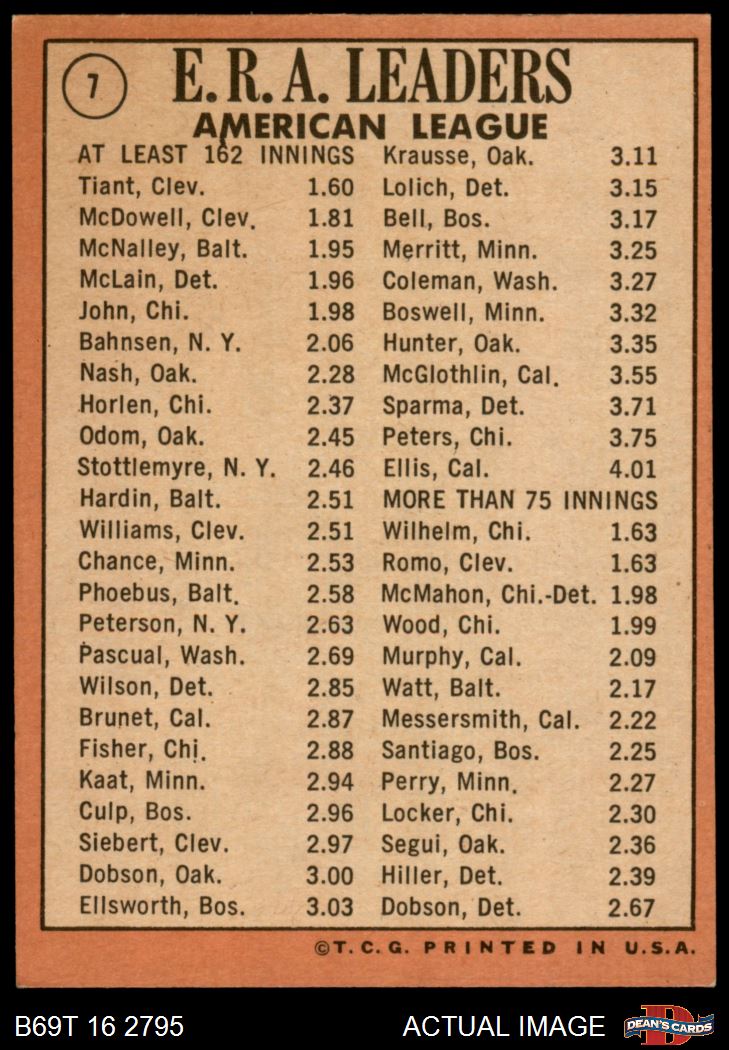 7
E.R.A. LEADERS
AMERICAN LEAGUE
AT LEAST 162 INNINGS
Tiant, Clev. 1.60
McDowell, Clev. 1.81
McNalley, Balt. 1.95
McLain, Det. 1.96
John, Chi. 1.98
Bahnsen, N. Y. 2.06
Nash, Oak. 2.28
Horlen, Chi. 2.37
Odom, Oak. 2.45
Stottlemyre, N. Y. 2.46
Hardin, Balt. 2.51
Williams, Clev. 2.51
Chance, Minn. 2.53
Phoebus, Balt. 2.58
Peterson, N. Y. 2.63
Pascual, Wash. 2.69
Wilson, Det. 2.85
Brunet, Cal. 2.87
Fisher, Chi. 2.88
Kaat, Minn. 2.94
Culp, Bos. 2.96
Siebert, Clev. 2.97
Dobson, Oak. 3.00
Ellsworth, Bos. 3.03
Krausse, Oak. 3.11
Lolich, Det. 3.15
Bell, Bos. 3.17
Merritt, Minn. 3.25
Coleman, Wash. 3.27
Boswell, Minn. 3.32
Hunter, Oak. 3.35
McGlothlin, Cal. 3.55
Sparma, Det. 3.71
Peters, Chi. 3.75
Ellis, Cal. 4.01
MORE THAN 75 INNINGS
Wilhelm, Chi. 1.63
Romo, Clev. 1.63
McMahon, Chi.-Det. 1.98
Wood, Chi. 1.99
Murphy, Cal. 2.09
Watt, Balt. 2.17
Messersmith, Cal. 2.22
Santiago, Bos. 2.25
Perry, Minn. 2.27
Locker, Chi. 2.30
Segui, Oak. 2.36
Hiller, Det. 2.39
Dobson, Det. 2.67
©T.C.G. PRINTED IN U.S.A.
B69T 16 2795
ACTUAL IMAGE
D
DEAN'S CARDS